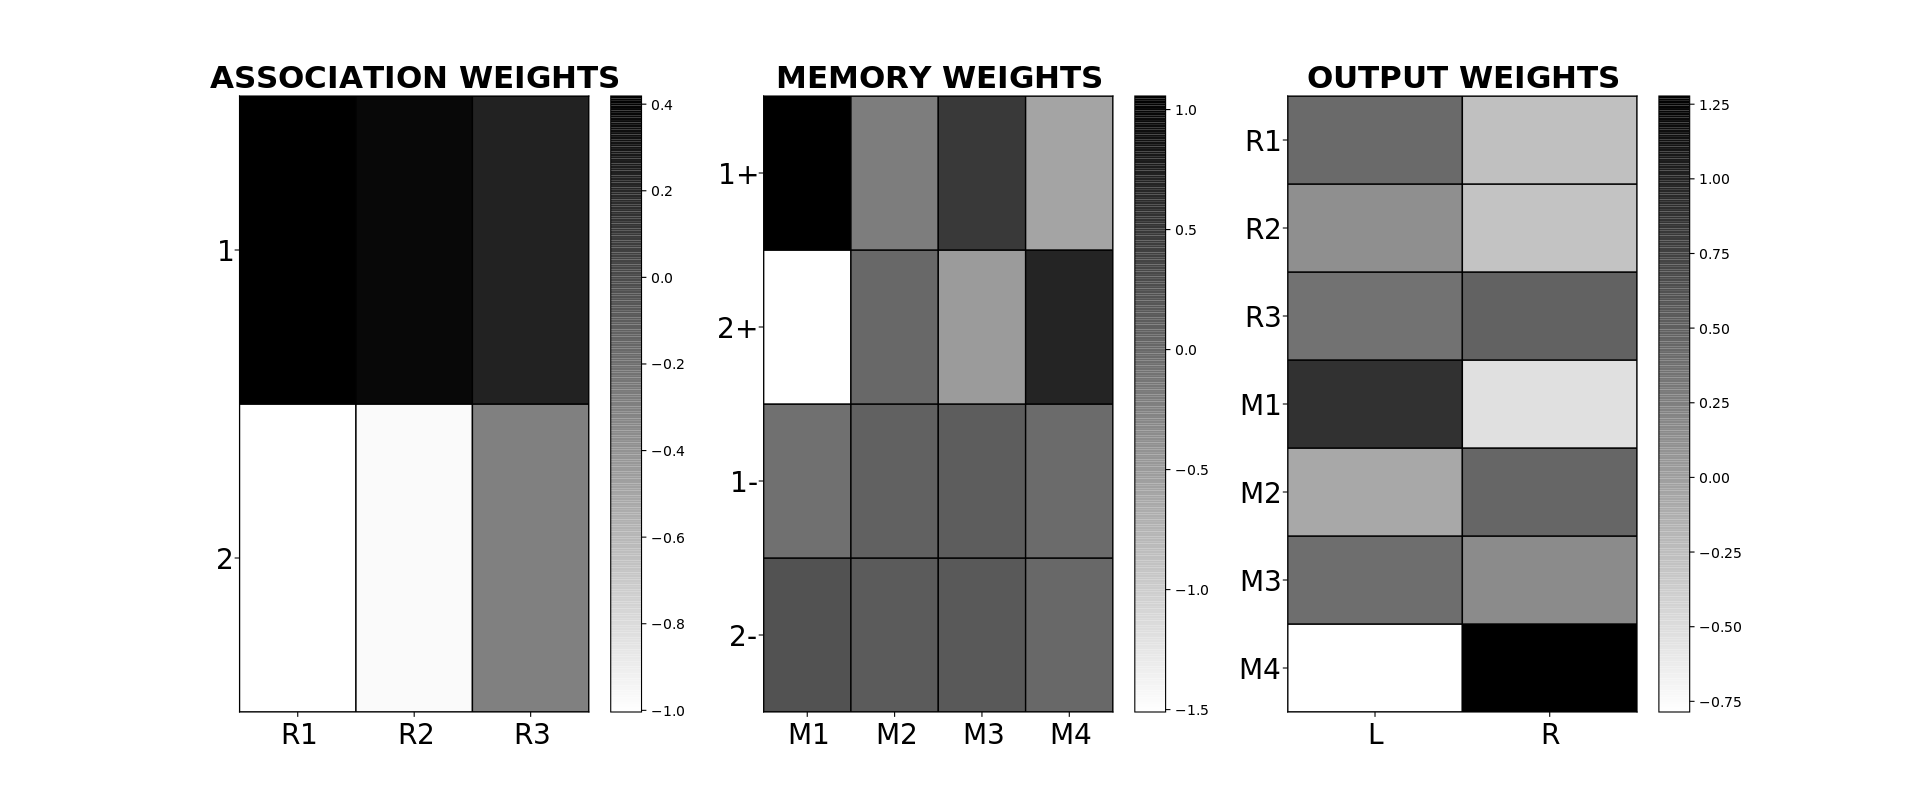 ASSOCIATION WEIGHTS
1
2
R1 R2 R3
0.4
0.2
0.0
−0.2
−0.4
−0.6
−0.8
−1.0
MEMORY WEIGHTS
1+
2+
1-
2-
M1 M2 M3 M4
1.0
0.5
0.0
−0.5
−1.0
−1.5
OUTPUT WEIGHTS
R1
R2
R3
M1
M2
M3
M4
L R
1.25
1.00
0.75
0.50
0.25
0.00
−0.25
−0.50
−0.75